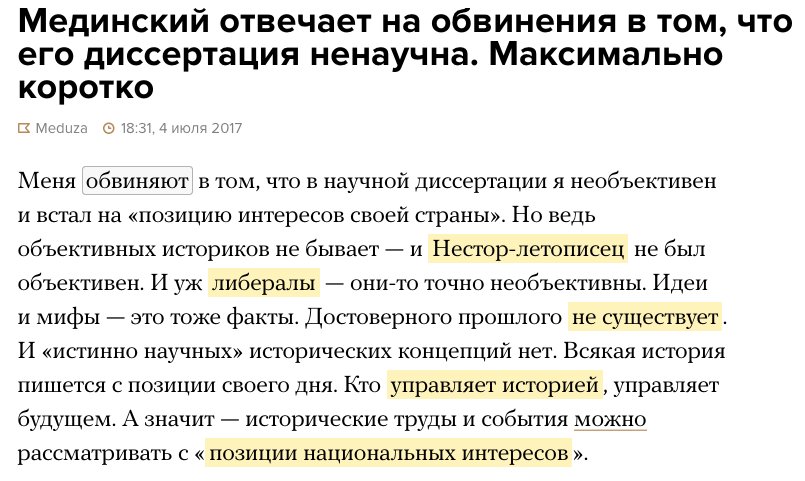 Мединский отвечает на обвинения в том, что
его диссертация ненаучна. Максимально
коротко
Meduza 18:31, 4 июля 2017
Меня обвиняют в том, что в научной диссертации я необъективен
и встал на «позицию интересов своей страны». Но ведь
объективных историков не бывает — и Нестор-летописец не был
объективен. И уж либералы — они-то точно необъективны. Идеи
и мифы — это тоже факты. Достоверного прошлого не существует.
И «истинно научных» исторических концепций нет. Всякая история
пишется с позиции своего дня. Кто управляет историей, управляет
будущем. А значит — исторические труды и события можно
рассматривать с «позиции национальных интересов».